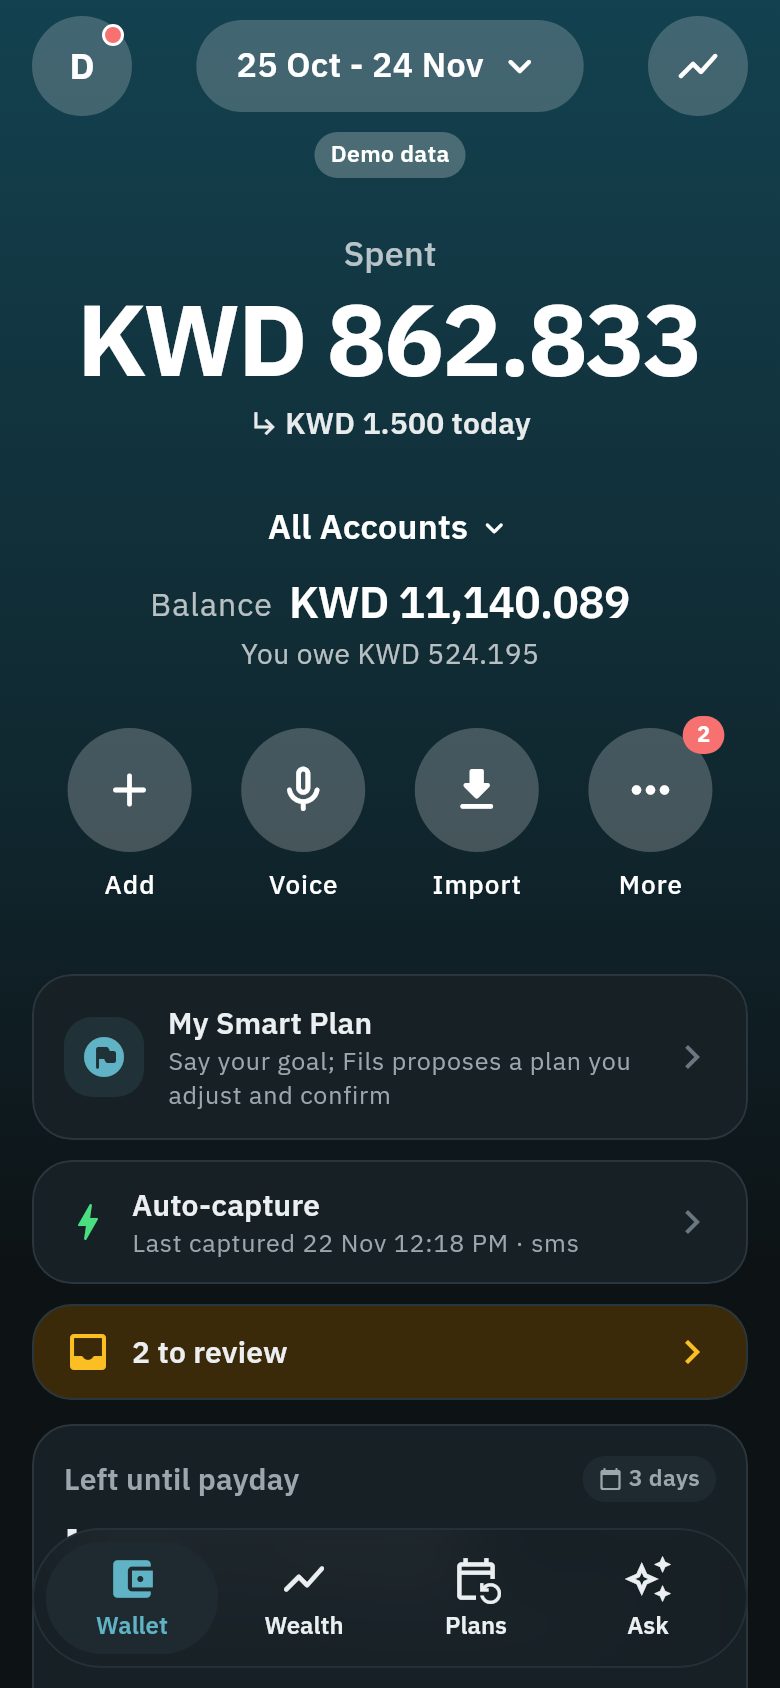 D
25 Oct - 24 Nov
Demo data
Spent
KWD 862.833
↳ KWD 1.500 today
All Accounts
Balance KWD 11,140.089
You owe KWD 524.195
2
Add
Voice
Import
More
My Smart Plan
Say your goal; Fils proposes a plan you
adjust and confirm
Auto-capture
Last captured 22 Nov 12:18 PM · sms
2 to review
Left until payday
3 days
Wallet
Wealth
Plans
Ask